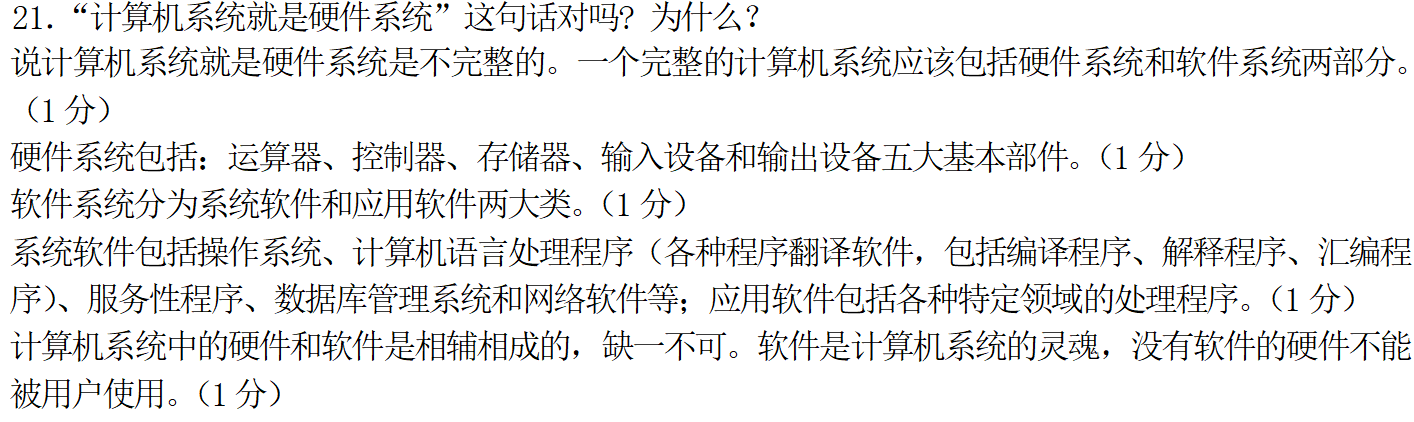 21. “计算机系统就是硬件系统”这句话对吗? 为什么?
说计算机系统就是硬件系统是不完整的。一个完整的计算机系统应该包括硬件系统和软件系统两部分。
（1 分）
硬件系统包括：运算器、控制器、存储器、输入设备和输出设备五大基本部件。（1 分）
软件系统分为系统软件和应用软件两大类。（1 分）
系统软件包括操作系统、计算机语言处理程序（各种程序翻译软件，包括编译程序、解释程序、汇编程
序）、服务性程序、数据库管理系统和网络软件等；应用软件包括各种特定领域的处理程序。（1 分）
计算机系统中的硬件和软件是相辅相成的，缺一不可。软件是计算机系统的灵魂，没有软件的硬件不能
被用户使用。（1 分）